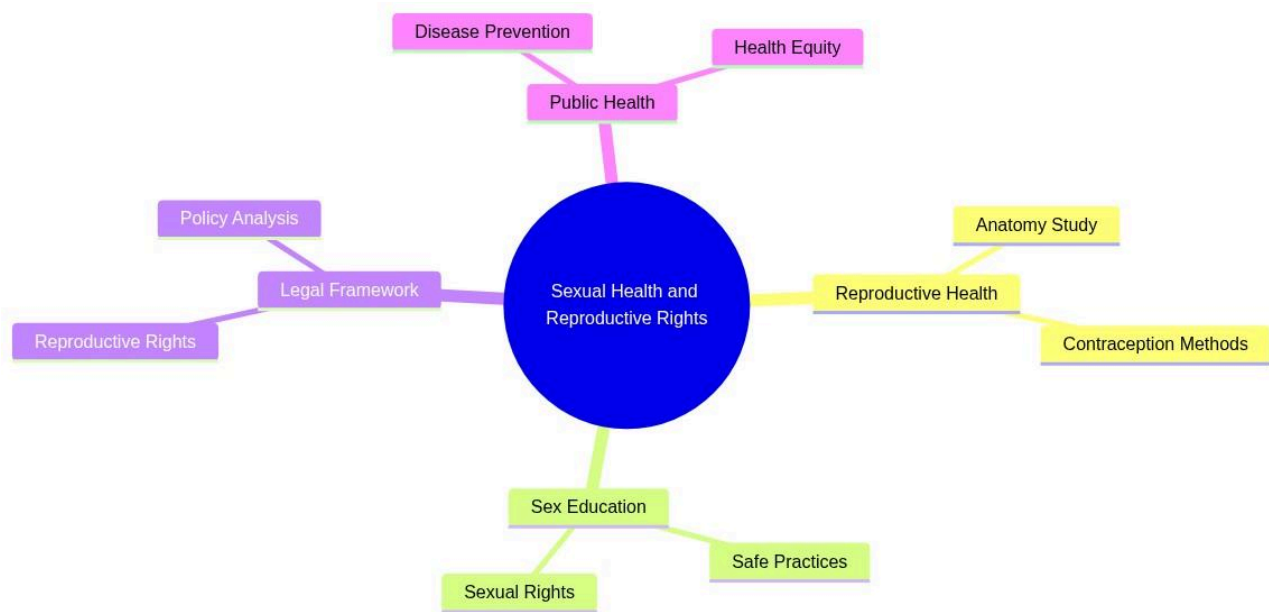 Disease Prevention
Health Equity
Public Health
Policy Analysis
Anatomy Study
Legal Framework
Sexual Health and
Reproductive Rights
Reproductive Health
Reproductive Rights
Contraception Methods
Sex Education
Safe Practices
Sexual Rights